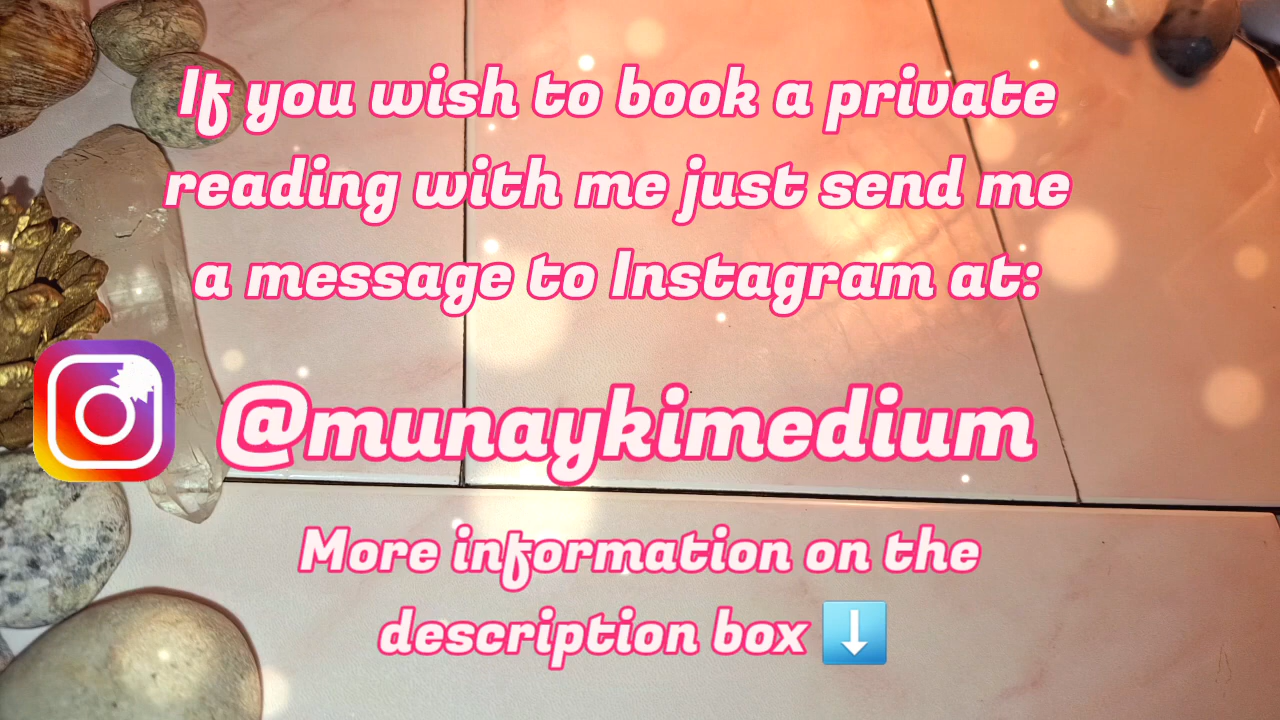 If you wish to book a private
reading with me just send me
a message to Instagram at:
@munaykimedium
More information on the
description box ⬇️